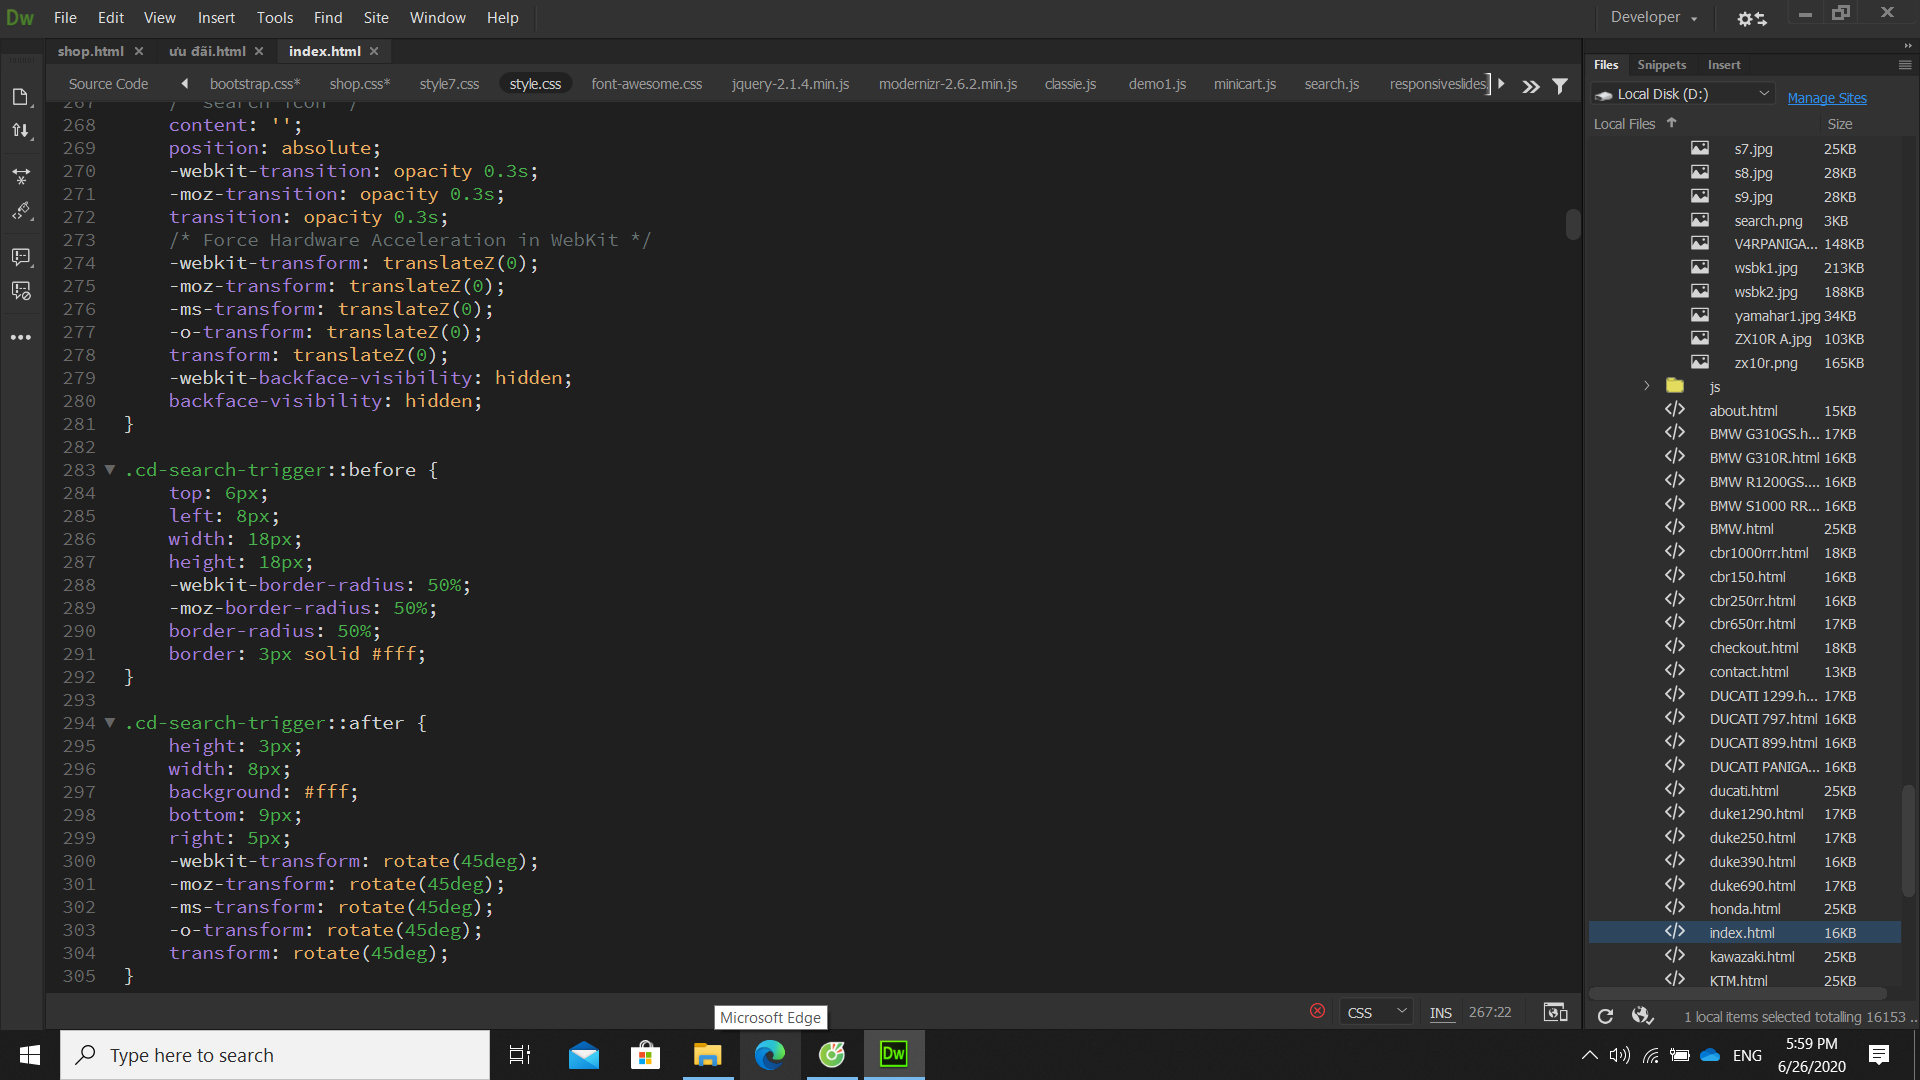 Dw File Edit View Insert Tools Find Site Window Help Developer
shop.html × ưu đãi.html × index.html ×
Source Code bootstrap.css* shop.css* style7.css style.css font-awesome.css jquery-2.1.4.min.js modernizr-2.6.2.min.js classie.js demo1.js minicart.js search.js responsiveslides
267 /* search icon */
268 content: '';
269 position: absolute;
270 -webkit-transition: opacity 0.3s;
271 -moz-transition: opacity 0.3s;
272 transition: opacity 0.3s;
273 /* Force Hardware Acceleration in WebKit */
274 -webkit-transform: translateZ(0);
275 -moz-transform: translateZ(0);
276 -ms-transform: translateZ(0);
277 -o-transform: translateZ(0);
278 transform: translateZ(0);
279 -webkit-backface-visibility: hidden;
280 backface-visibility: hidden;
281 }
282
283 .cd-search-trigger::before {
284 top: 6px;
285 left: 8px;
286 width: 18px;
287 height: 18px;
288 -webkit-border-radius: 50%;
289 -moz-border-radius: 50%;
290 border-radius: 50%;
291 border: 3px solid #fff;
292 }
293
294 .cd-search-trigger::after {
295 height: 3px;
296 width: 8px;
297 background: #fff;
298 bottom: 9px;
299 right: 5px;
300 -webkit-transform: rotate(45deg);
301 -moz-transform: rotate(45deg);
302 -ms-transform: rotate(45deg);
303 -o-transform: rotate(45deg);
304 transform: rotate(45deg);
305 }
CSS INS 267:22
Files Snippets Insert
Local Disk (D:) Manage Sites
Local Files Size
s7.jpg 25KB
s8.jpg 28KB
s9.jpg 28KB
search.png 3KB
V4RPANIGA... 148KB
wsbk1.jpg 213KB
wsbk2.jpg 188KB
yamahar1.jpg 34KB
ZX10R A.jpg 103KB
zx10r.png 165KB
js
about.html 15KB
BMW G310GS.h... 17KB
BMW G310R.html 16KB
BMW R1200GS.... 16KB
BMW S1000 RR... 16KB
BMW.html 25KB
cbr1000rrr.html 18KB
cbr150.html 16KB
cbr250rr.html 16KB
cbr650rr.html 17KB
checkout.html 18KB
contact.html 13KB
DUCATI 1299.h... 17KB
DUCATI 797.html 16KB
DUCATI 899.html 16KB
DUCATI PANIGA... 16KB
ducati.html 25KB
duke1290.html 17KB
duke250.html 17KB
duke390.html 16KB
duke690.html 17KB
honda.html 25KB
index.html 16KB
kawazaki.html 25KB
KTM.html 25KB
1 local items selected totalling 16153 ..
Microsoft Edge
Type here to search
Dw
ENG
5:59 PM
6/26/2020